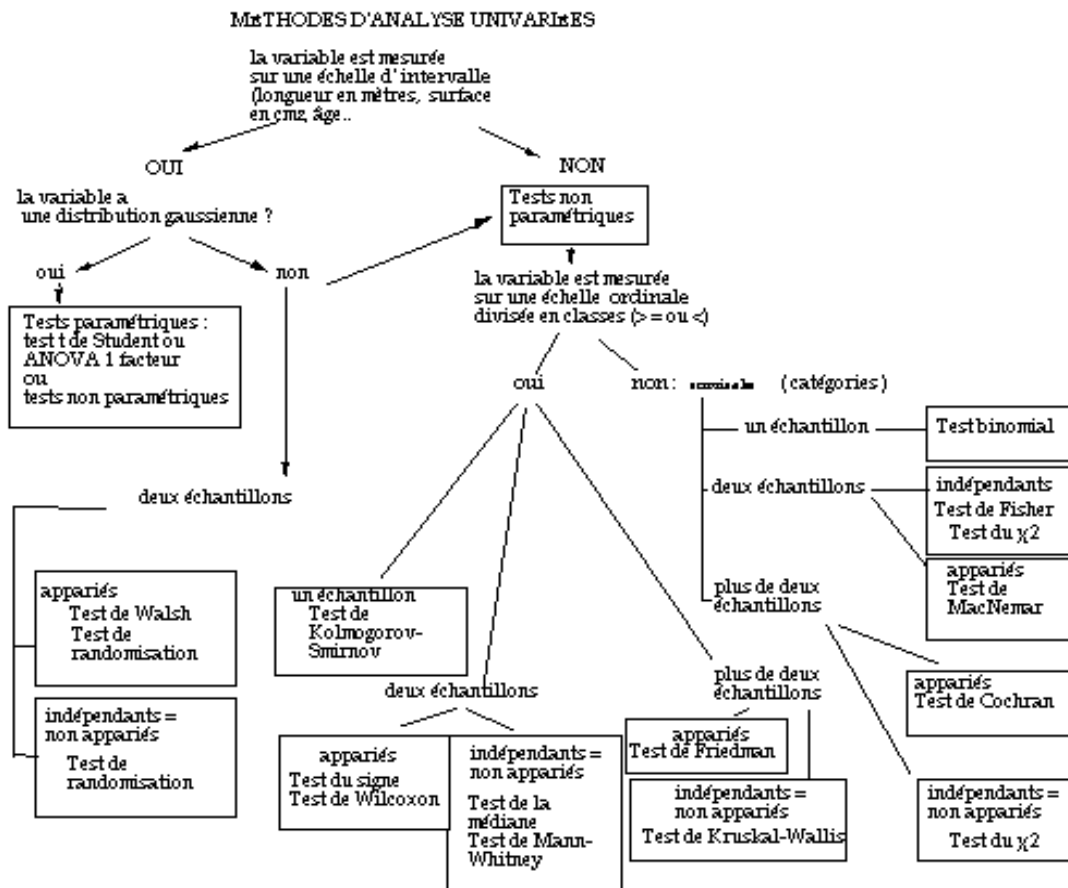 MÉTHODES D'ANALYSE UNIVARIÉES
la variable est mesurée
sur une échelle d' intervalle
(longueur en mètres, surface
en cm2, âge..
OUI
NON
la variable a
une distribution gaussienne ?
Tests non
paramétriques
oui
non
la variable est mesurée
sur une échelle ordinale
divisée en classes (> = ou <)
Tests paramétriques :
test t de Student ou
ANOVA 1 facteur
ou
tests non paramétriques
oui
non : (catégories)
un échantillon
Test binomial
deux échantillons
deux échantillons
indépendants
Test de Fisher
Test du χ2
appariés
Test de Walsh
Test de
randomisation
un échantillon
Test de
Kolmogorov-
Smirnov
plus de deux
échantillons
appariés
Test de
MacNemar
deux échantillons
plus de deux
échantillons
appariés
Test de Cochran
indépendants =
non appariés
Test de
randomisation
appariés
Test du signe
Test de Wilcoxon
indépendants =
non appariés
Test de la
médiane
Test de Mann-
Whitney
appariés
Test de Friedman
indépendants =
non appariés
Test de Kruskal-Wallis
indépendants =
non appariés
Test du χ2